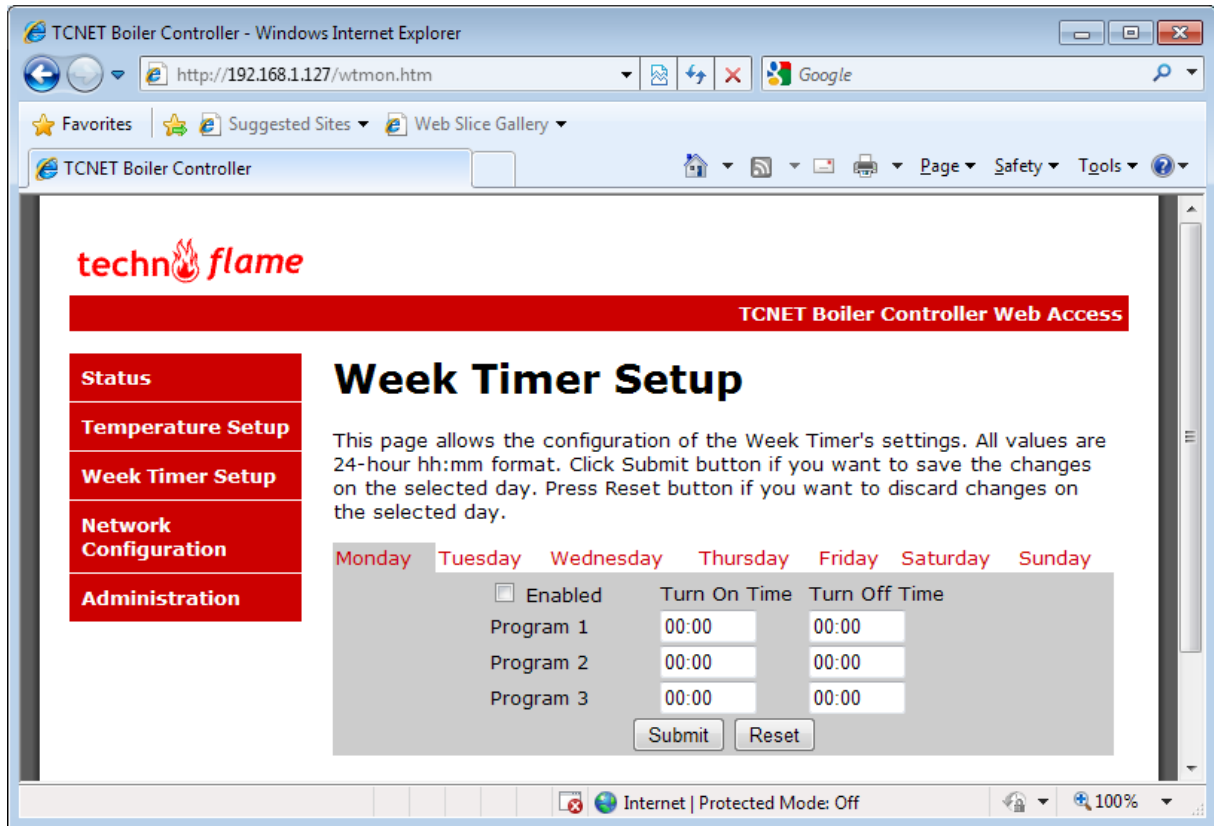 TCNET Boiler Controller - Windows Internet Explorer
http://192.168.1.127/wtmon.htm
Google
Favorites
Suggested Sites
Web Slice Gallery
TCNET Boiler Controller
Page
Safety
Tools
techn flame
TCNET Boiler Controller Web Access
Status
Temperature Setup
Week Timer Setup
Network
Configuration
Administration
Week Timer Setup
This page allows the configuration of the Week Timer's settings. All values are
24-hour hh:mm format. Click Submit button if you want to save the changes
on the selected day. Press Reset button if you want to discard changes on
the selected day.
Monday Tuesday Wednesday Thursday Friday Saturday Sunday
Enabled Turn On Time Turn Off Time
Program 1 00:00 00:00
Program 2 00:00 00:00
Program 3 00:00 00:00
Submit Reset
Internet | Protected Mode: Off
100%